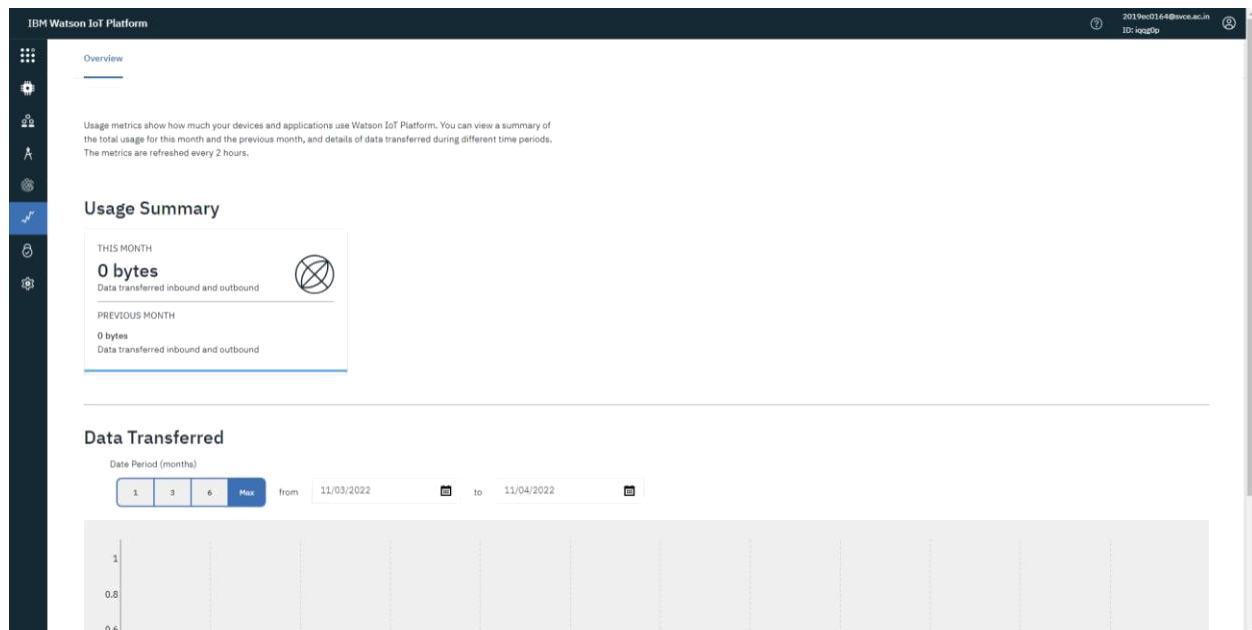 IBM Watson IoT Platform
2019ec0164@svce.ac.in
ID: iqqg0p
Overview
Usage metrics show how much your devices and applications use Watson IoT Platform. You can view a summary of
the total usage for this month and the previous month, and details of data transferred during different time periods.
The metrics are refreshed every 2 hours.
Usage Summary
THIS MONTH
0 bytes
Data transferred inbound and outbound
PREVIOUS MONTH
0 bytes
Data transferred inbound and outbound
Data Transferred
Date Period (months)
1 3 6 Max from 11/03/2022 to 11/04/2022
1
0.8
0.6